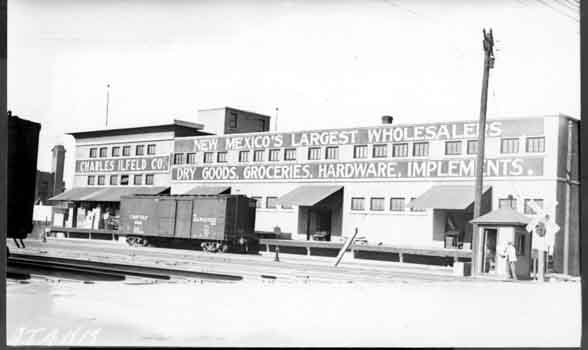 NEW MEXICO'S LARGEST WHOLESALERS
CHARLES ILFELD CO.
DRY GOODS, GROCERIES, HARDWARE, IMPLEMENTS.